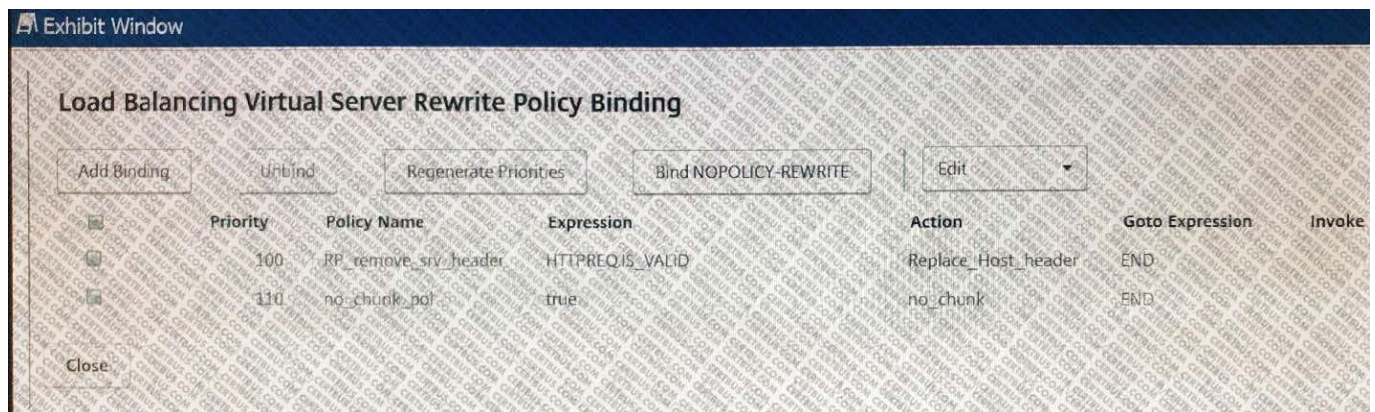 Exhibit Window
Load Balancing Virtual Server Rewrite Policy Binding
Add Binding Unbind Regenerate Priorities Bind NOPOLICY-REWRITE Edit
Priority Policy Name Expression Action Goto Expression Invoke
100 RP_remove_srv_header HTTPREQ.IS_VALID Replace_Host_header END
110 no_chunk_pol true no_chunk END
Close